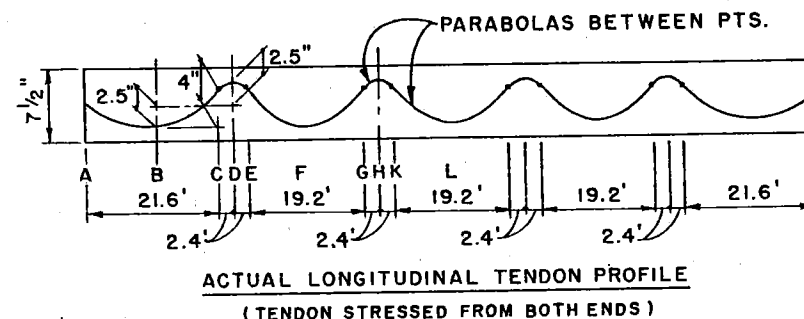 PARABOLAS BETWEEN PTS.
2.5"
4"
2.5"
7 1/2"
A B C D E F G H K L
21.6' 19.2' 19.2' 19.2' 21.6'
2.4' 2.4' 2.4' 2.4'
ACTUAL LONGITUDINAL TENDON PROFILE
(TENDON STRESSED FROM BOTH ENDS)